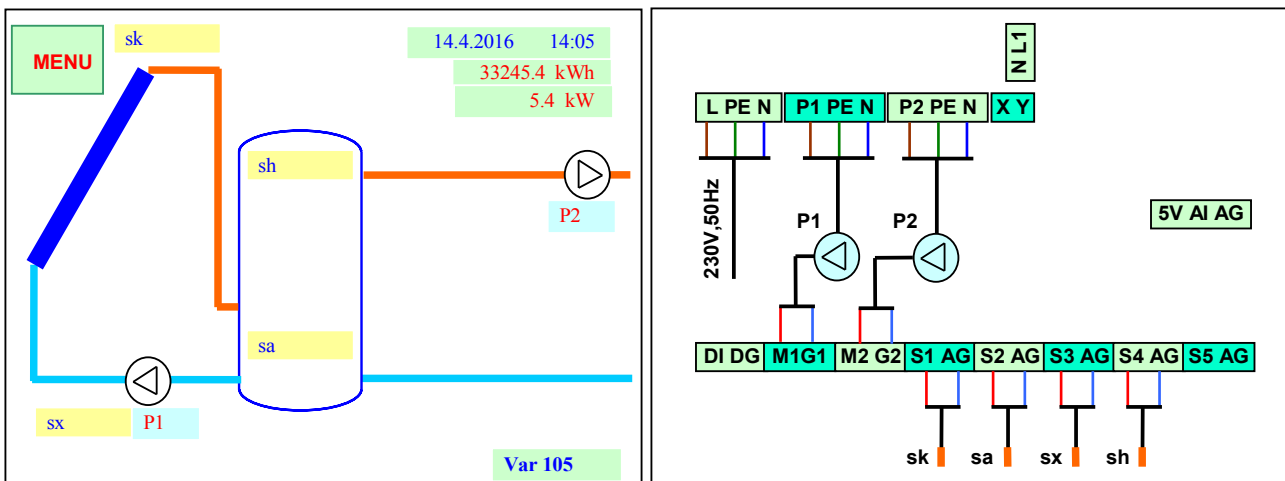 sk
MENU
14.4.2016 14:05
33245.4 kWh
5.4 kW
sh
P2
sa
sx
P1
Var 105
N L1
L PE N
P1 PE N
P2 PE N
X Y
5V AI AG
230V,50Hz
P1
P2
DI DG
M1G1
M2 G2
S1 AG
S2 AG
S3 AG
S4 AG
S5 AG
sk
sa
sx
sh